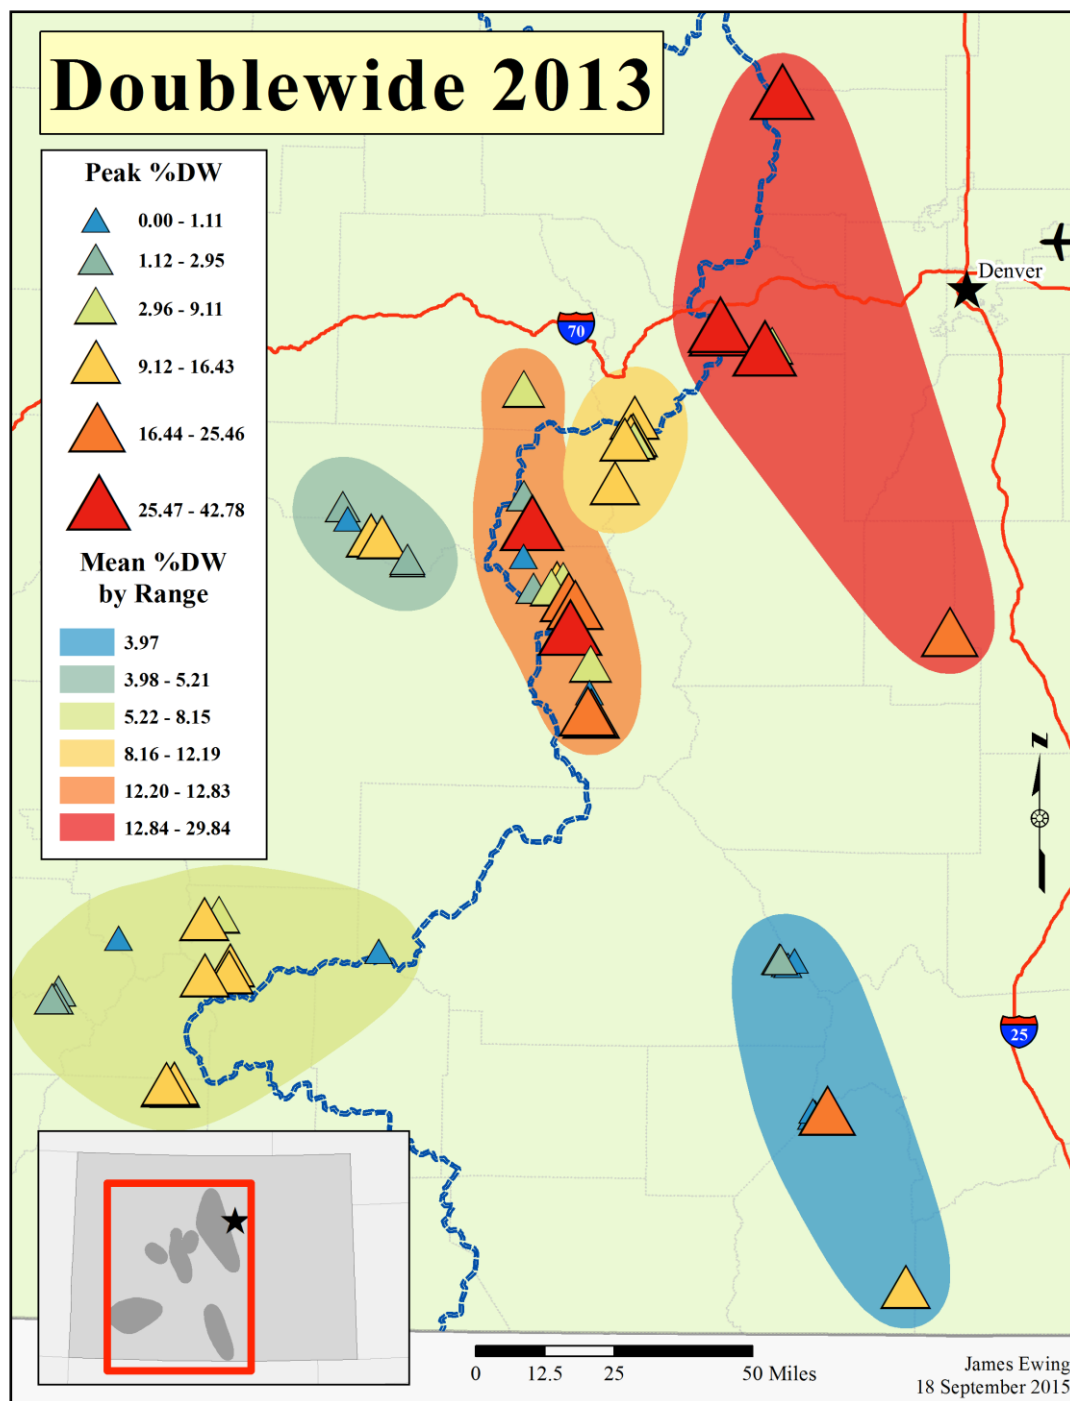 Doublewide 2013
Peak %DW
0.00 - 1.11
1.12 - 2.95
2.96 - 9.11
9.12 - 16.43
16.44 - 25.46
25.47 - 42.78
Mean %DW
by Range
3.97
3.98 - 5.21
5.22 - 8.15
8.16 - 12.19
12.20 - 12.83
12.84 - 29.84
Denver
70
N
25
0 12.5 25 50 Miles
James Ewing
18 September 2015